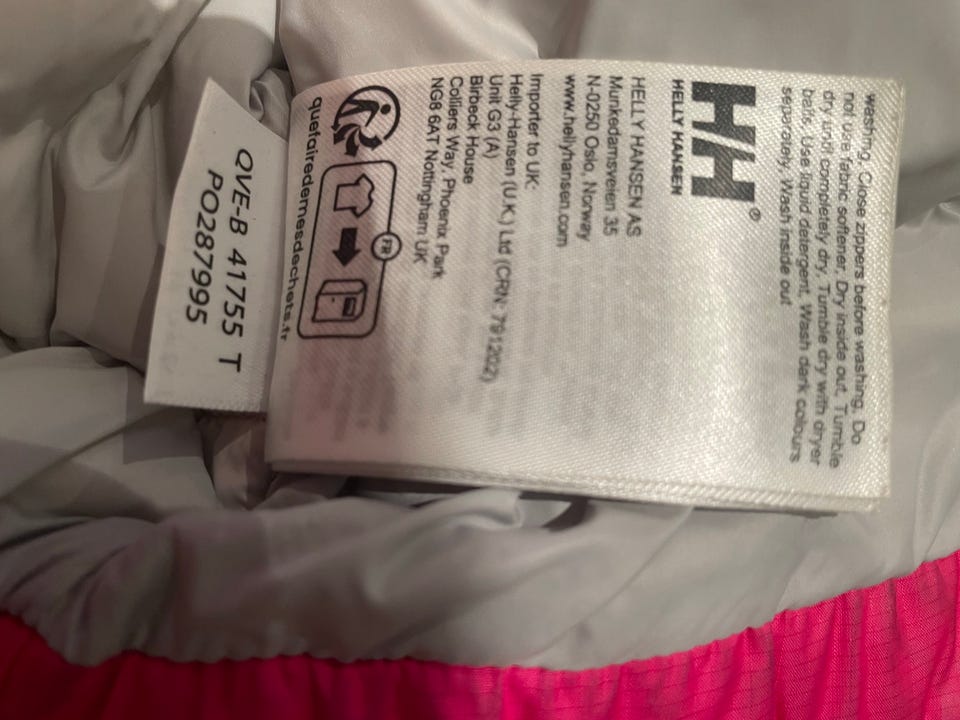 washing, Close zippers before washing, Do
not use fabric softener, Dry inside out, Tumble
dry until completely dry, Tumble dry with dryer
balls, Use liquid detergent, Wash dark colours
separately, Wash inside out
H/H®
HELLY HANSEN
HELLY HANSEN AS
Munkedamsveien 35
N-0250 Oslo, Norway
www.hellyhansen.com
Importer to UK:
Helly-Hansen (U.K.) Ltd (CRN: 791202)
Unit G3 (A)
Birbeck House
Colliers Way, Phoenix Park
NG8 6AT Nottingham UK
FR
quefairedemesdechets.fr
QVE-B 41755 T
PO287995